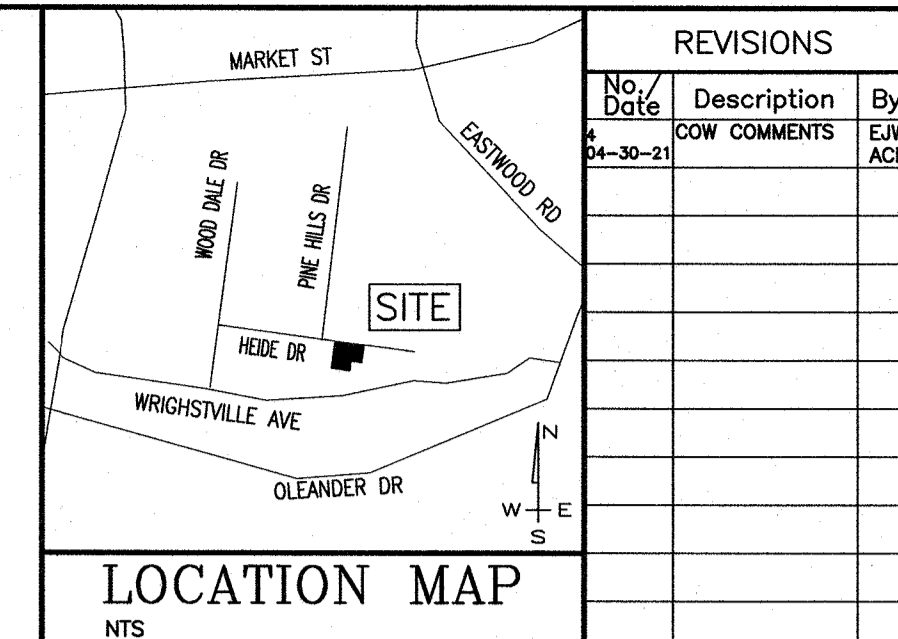 MARKET ST
EASTWOOD RD
WOOD DALE DR
PINE HILLS DR
SITE
HEIDE DR
WRIGHSTVILLE AVE
OLEANDER DR
N
W E
S
LOCATION MAP
NTS
REVISIONS
No./ Date Description By
4 04-30-21 COW COMMENTS EJW